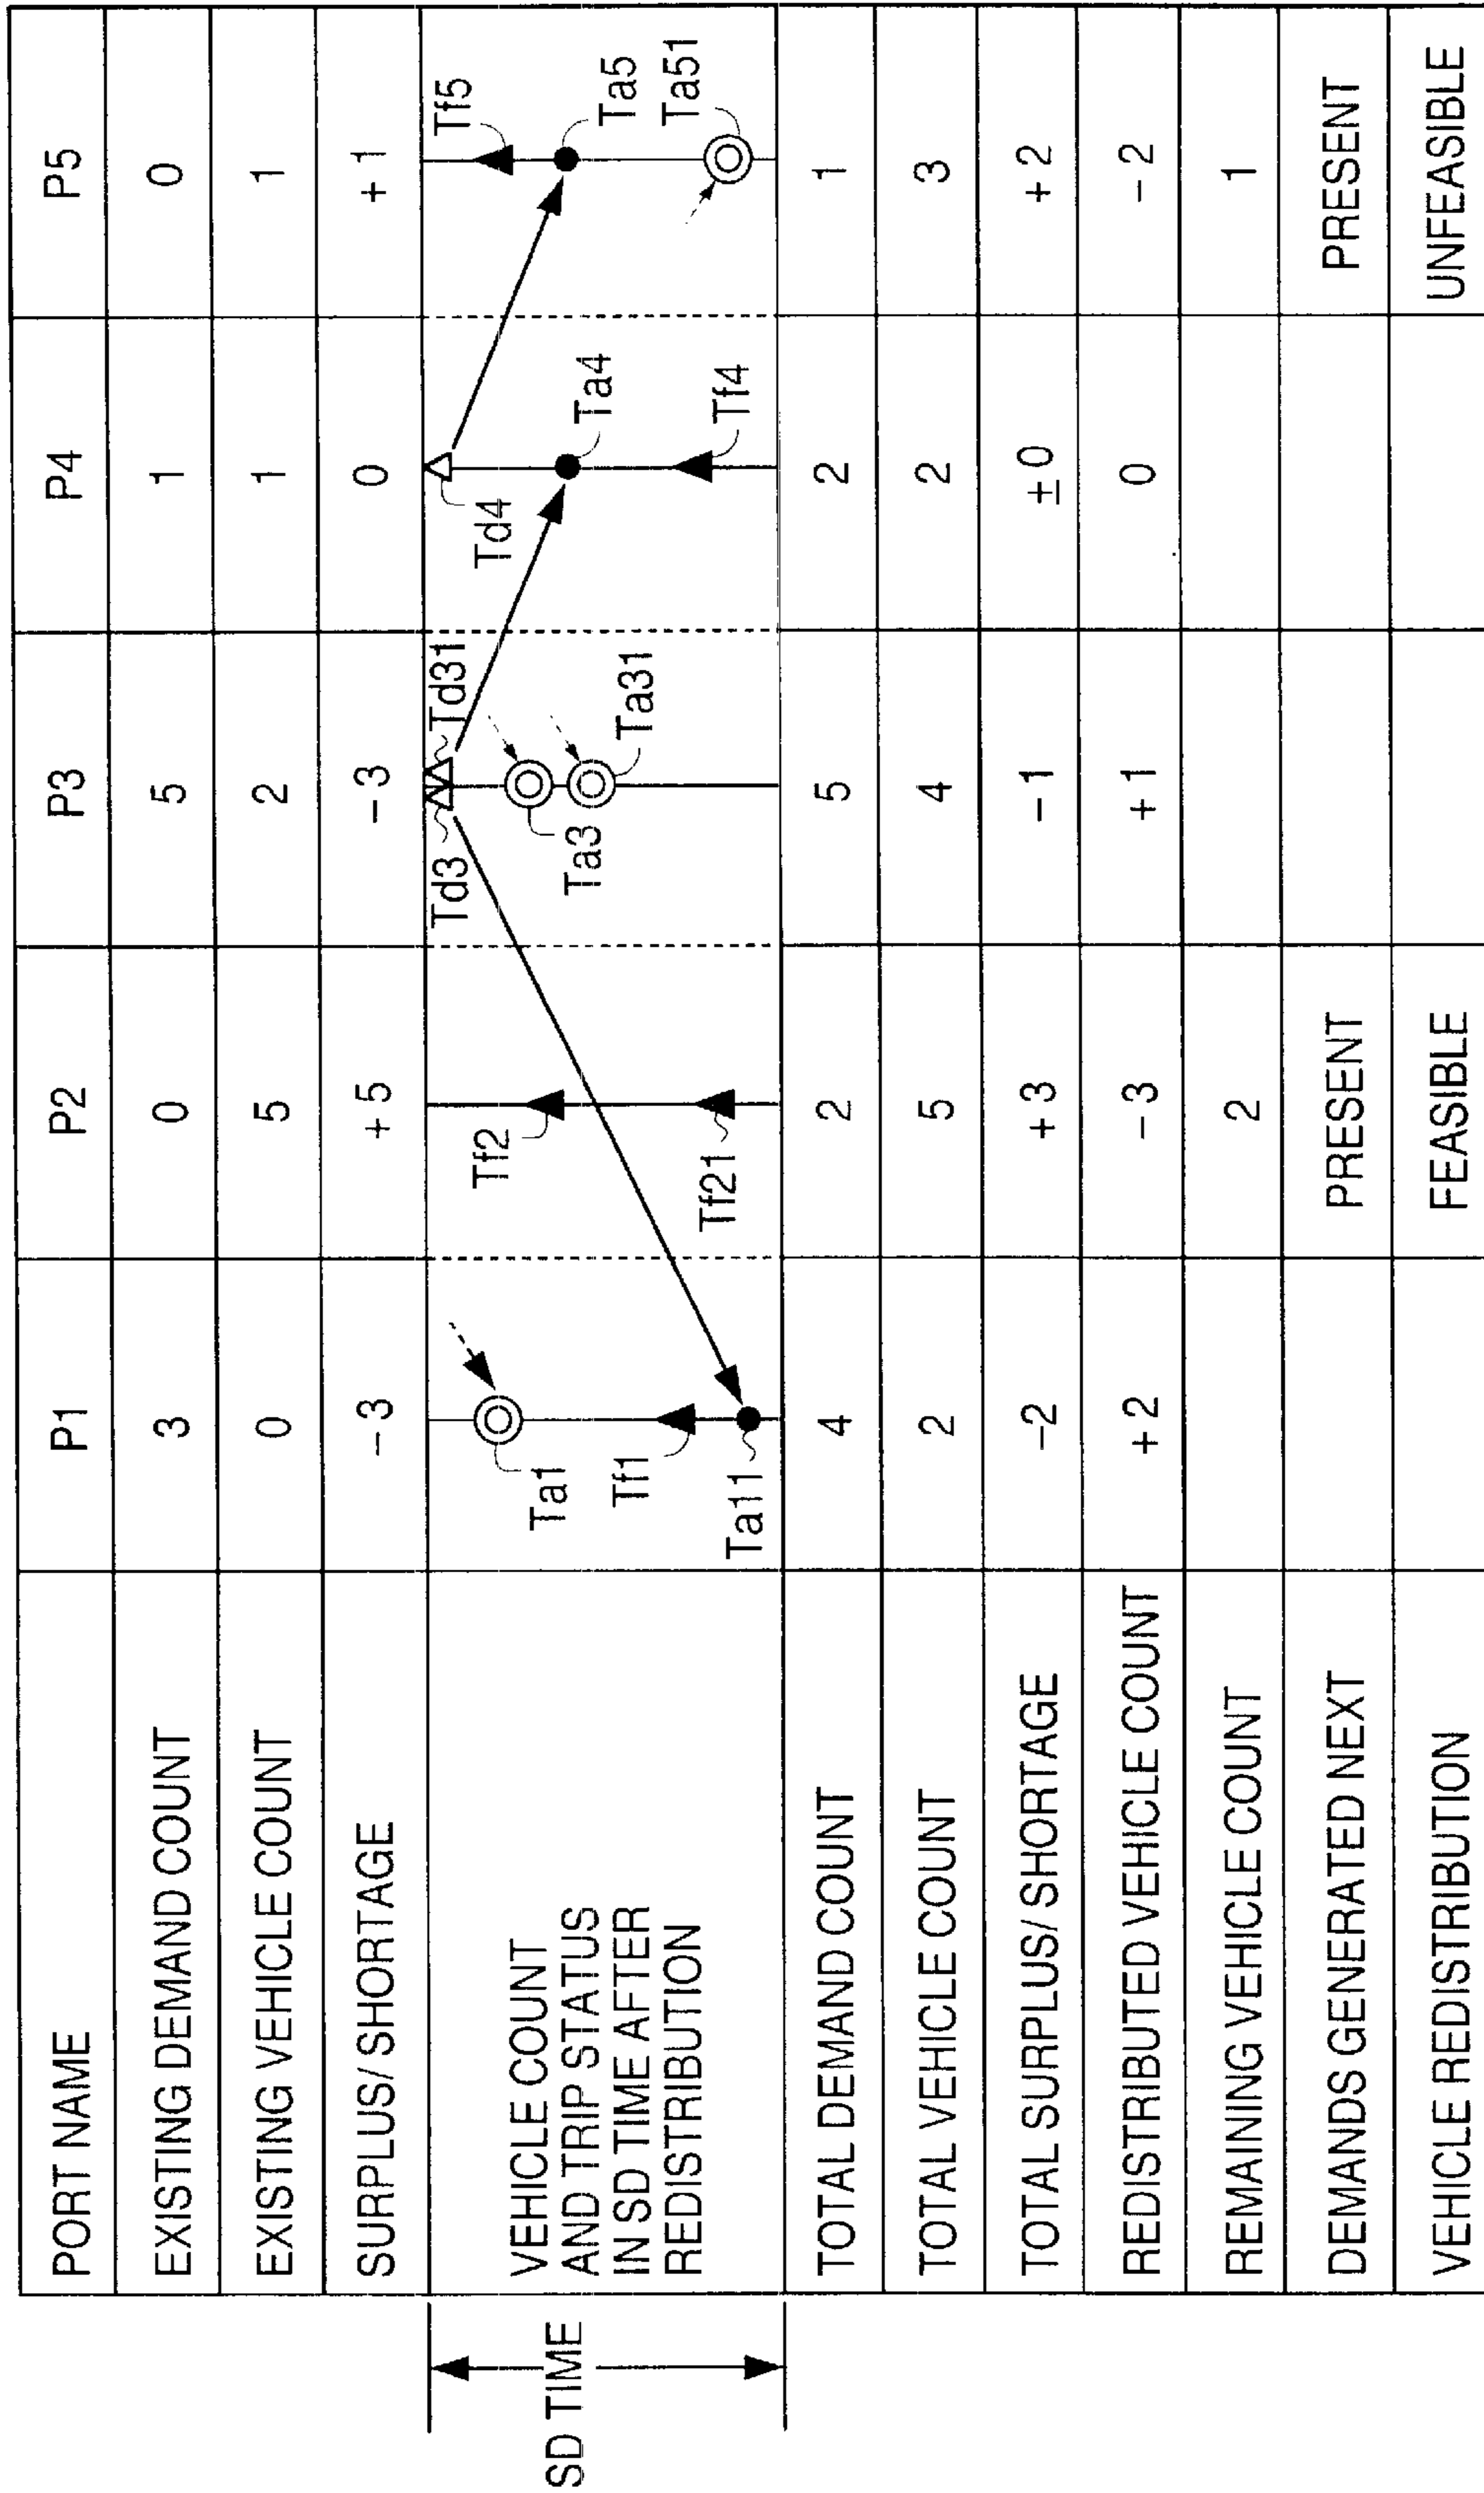 PORT NAME P1 P2 P3 P4 P5
EXISTING DEMAND COUNT 3 0 5 1 0
EXISTING VEHICLE COUNT 0 5 2 1 1
SURPLUS/SHORTAGE −3 +5 −3 0 +1
SD TIME
VEHICLE COUNT
AND TRIP STATUS
IN SD TIME AFTER
REDISTRIBUTION
Ta1
Tf1
Ta11
Tf2
Tf21
Td3
Td31
Ta3
Ta31
Td4
Ta4
Tf4
Tf5
Ta5
Ta51
TOTAL DEMAND COUNT 4 2 5 2 1
TOTAL VEHICLE COUNT 2 5 4 2 3
TOTAL SURPLUS/SHORTAGE −2 +3 −1 ±0 +2
REDISTRIBUTED VEHICLE COUNT +2 −3 +1 0 −2
REMAINING VEHICLE COUNT 2 1
DEMANDS GENERATED NEXT PRESENT PRESENT
VEHICLE REDISTRIBUTION FEASIBLE UNFEASIBLE